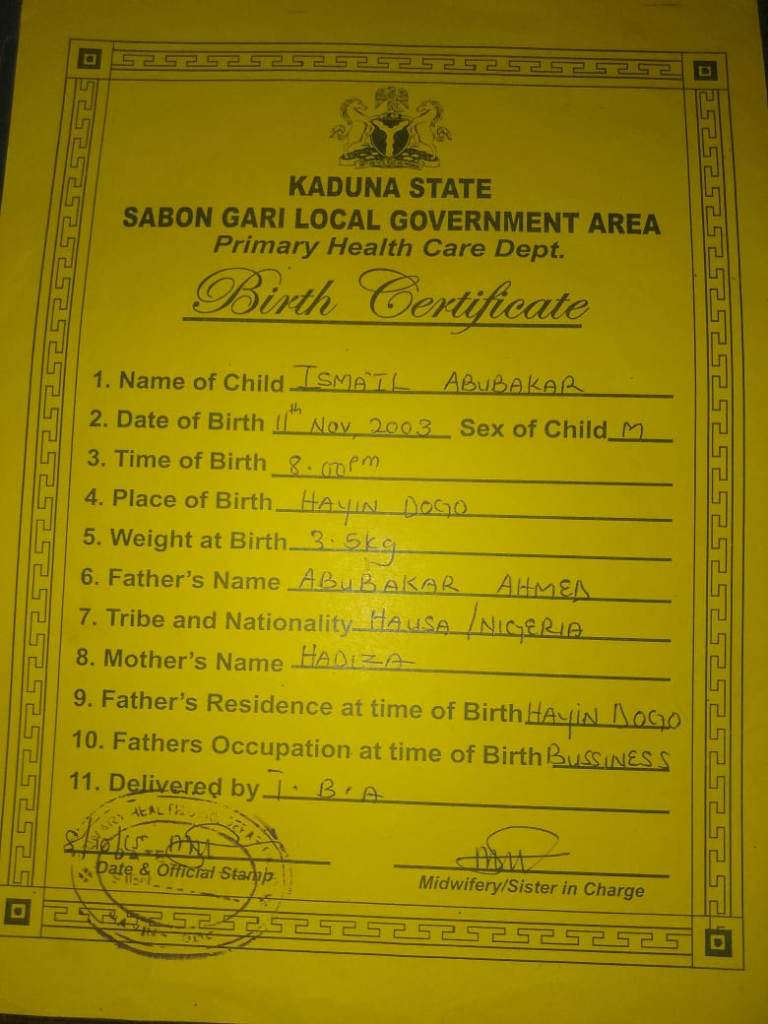 KADUNA STATE
SABON GARI LOCAL GOVERNMENT AREA
Primary Health Care Dept.
Birth Certificate
1. Name of Child ISMA'IL ABUBAKAR
2. Date of Birth 11th Nov, 2003 Sex of Child M
3. Time of Birth 8.00pm
4. Place of Birth HAYIN DOGO
5. Weight at Birth 3.5kg
6. Father's Name ABUBAKAR AHMED
7. Tribe and Nationality HAUSA / NIGERIA
8. Mother's Name HADIZA
9. Father's Residence at time of Birth HAYIN DOGO
10. Fathers Occupation at time of Birth BUSSINESS
11. Delivered by T.B.A
Date & Official Stamp
Midwifery/Sister in Charge